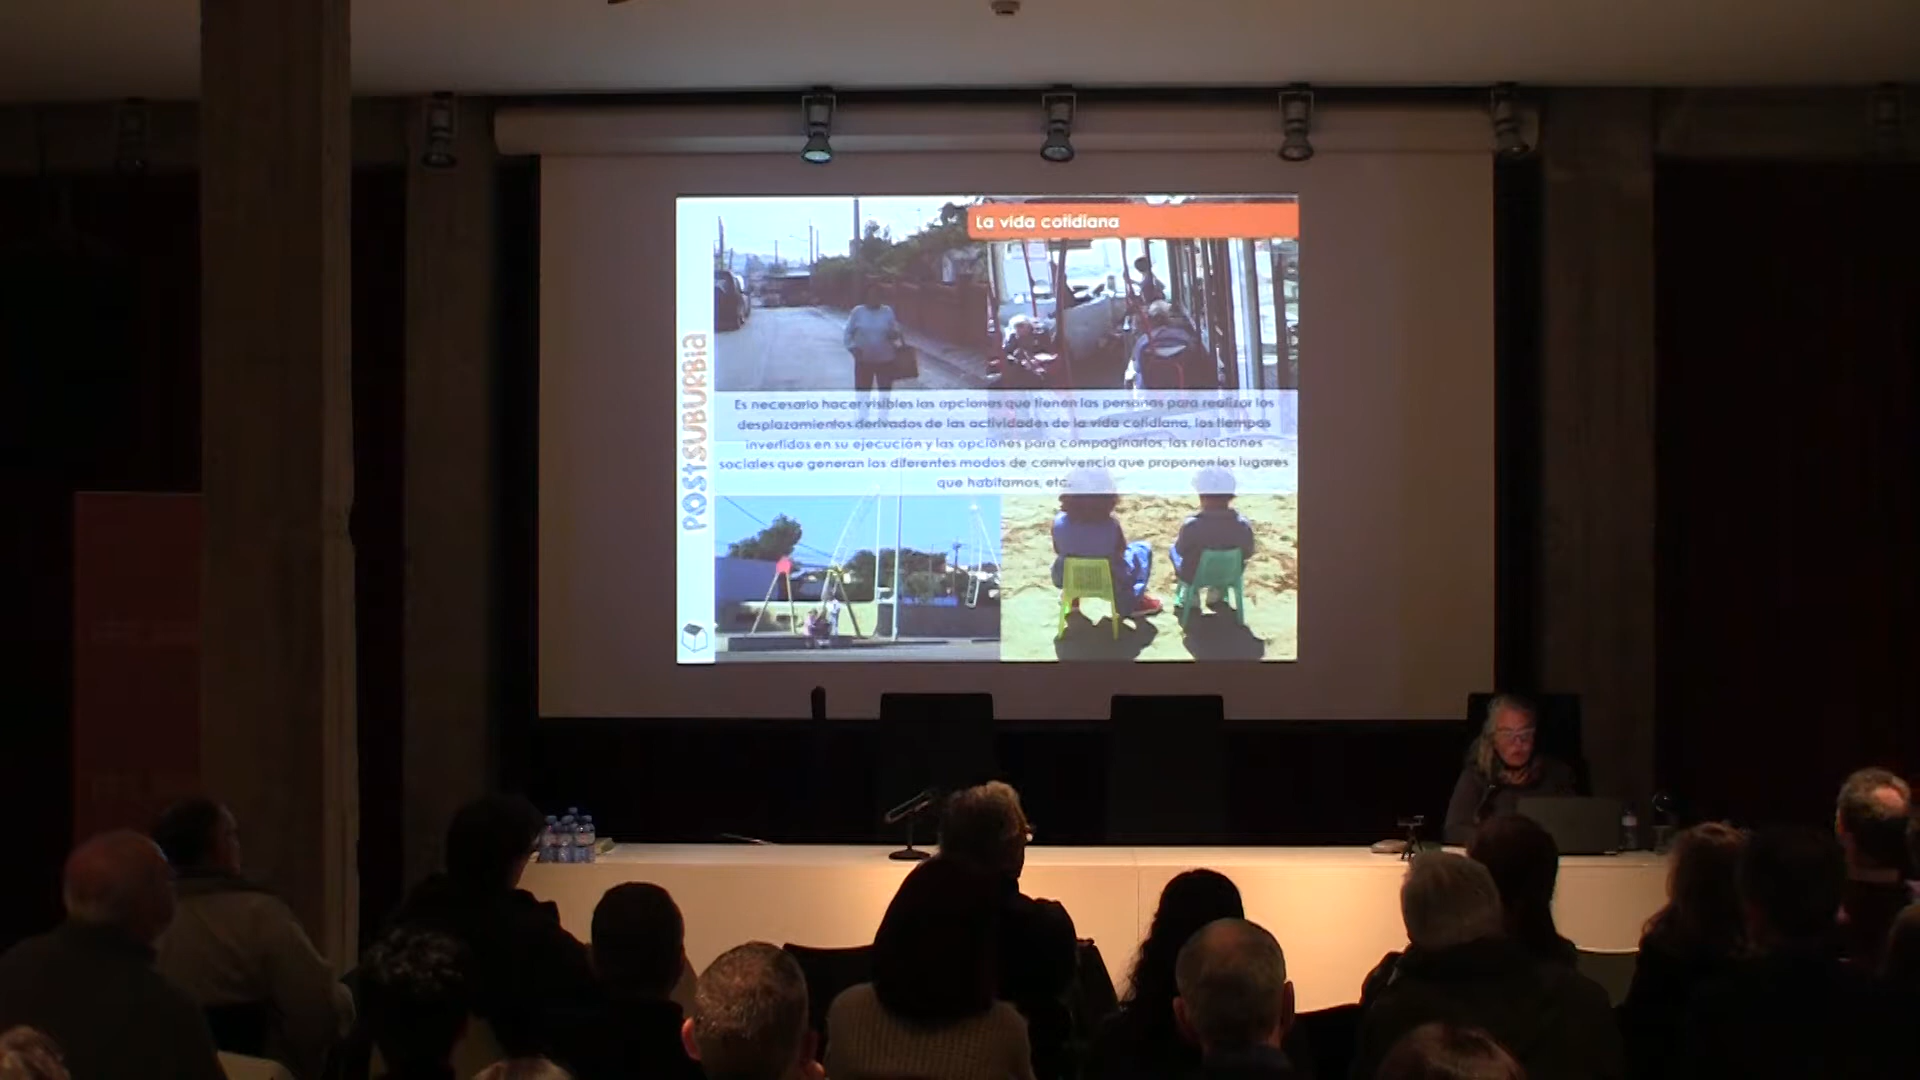 La vida cotidiana
POSTSUBURBIA
Es necesario hacer visibles las opciones que tienen las personas para realizar los
desplazamientos derivados de las actividades de la vida cotidiana, los tiempos
invertidos en su ejecución y las opciones para compaginarlos, las relaciones
sociales que generan los diferentes modos de convivencia que proponen los lugares
que habitamos, etc.